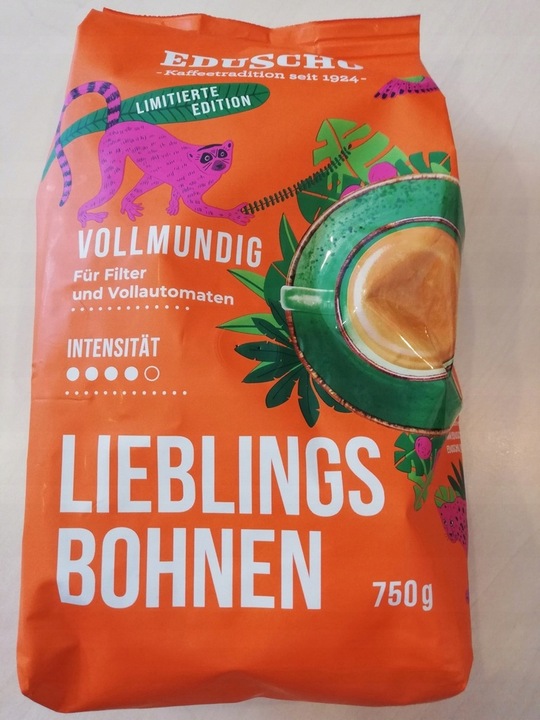 EDUSCHO
-Kaffeetradition seit 1924-
LIMITIERTE
EDITION
VOLLMUNDIG
Für Filter
und Vollautomaten
INTENSITÄT
LIEBLINGS
BOHNEN
750g